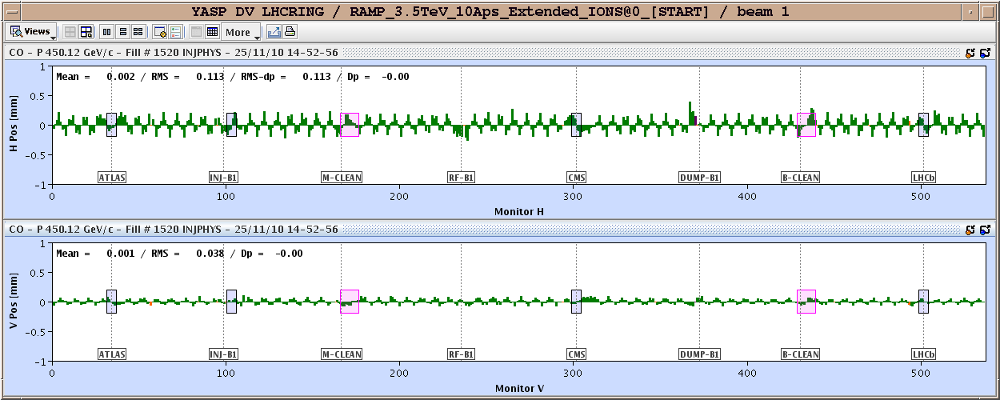 YASP DV LHCRING / RAMP_3.5TeV_10Aps_Extended_IONS@0_[START] / beam 1
Views More
CO - P 450.12 GeV/c - Fill # 1520 INJPHYS - 25/11/10 14-52-56
Mean = 0.002 / RMS = 0.113 / RMS-dp = 0.113 / Dp = -0.00
H Pos [mm]
1
0.5
0
-0.5
-1
ATLAS INJ-B1 M-CLEAN RF-B1 CMS DUMP-B1 B-CLEAN LHCb
0 100 200 300 400 500
Monitor H
CO - P 450.12 GeV/c - Fill # 1520 INJPHYS - 25/11/10 14-52-56
Mean = 0.001 / RMS = 0.038 / Dp = -0.00
V Pos [mm]
1
0.5
0
-0.5
-1
ATLAS INJ-B1 M-CLEAN RF-B1 CMS DUMP-B1 B-CLEAN LHCb
0 100 200 300 400 500
Monitor V